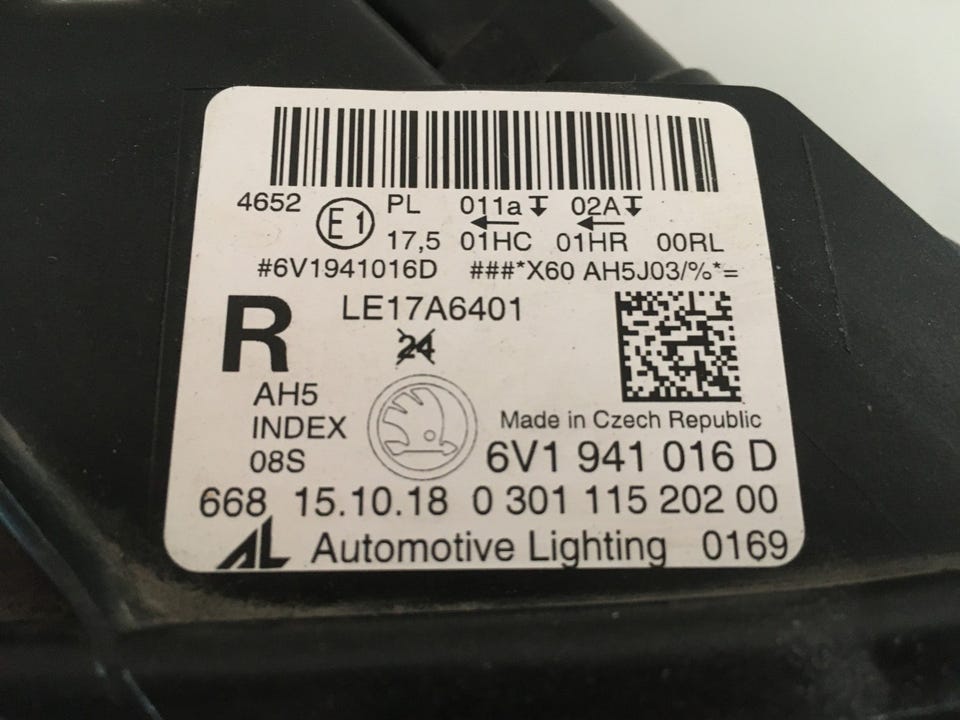 4652 E1 PL 011a 02A
17,5 01HC 01HR 00RL
#6V1941016D ###*X60 AH5J03/%*=
R LE17A6401
24
AH5
INDEX Made in Czech Republic
08S 6V1 941 016 D
668 15.10.18 0 301 115 202 00
AL Automotive Lighting 0169